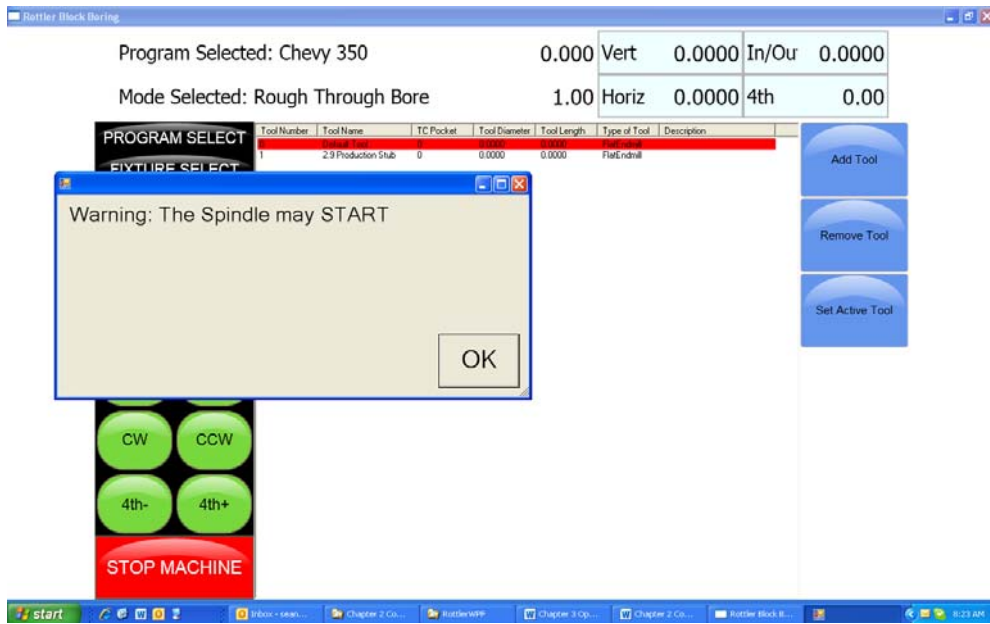 Rottler Block Boring
Program Selected: Chevy 350
0.000 Vert 0.0000 In/Ou 0.0000
Mode Selected: Rough Through Bore
1.00 Horiz 0.0000 4th 0.00
PROGRAM SELECT
FIXTURE SELECT
Tool Number Tool Name TC Pocket Tool Diameter Tool Length Type of Tool Description
0 Default Tool 0 0.0000 0.0000 FlatEndmill
1 2.9 Production Stub 0 0.0000 0.0000 FlatEndmill
Add Tool
Remove Tool
Set Active Tool
Warning: The Spindle may START
OK
CW CCW
4th- 4th+
STOP MACHINE
start Inbox - sean... Chapter 2 Co... RottlerWPF Chapter 3 Op... Chapter 2 Co... Rottler Block B... 8:23 AM